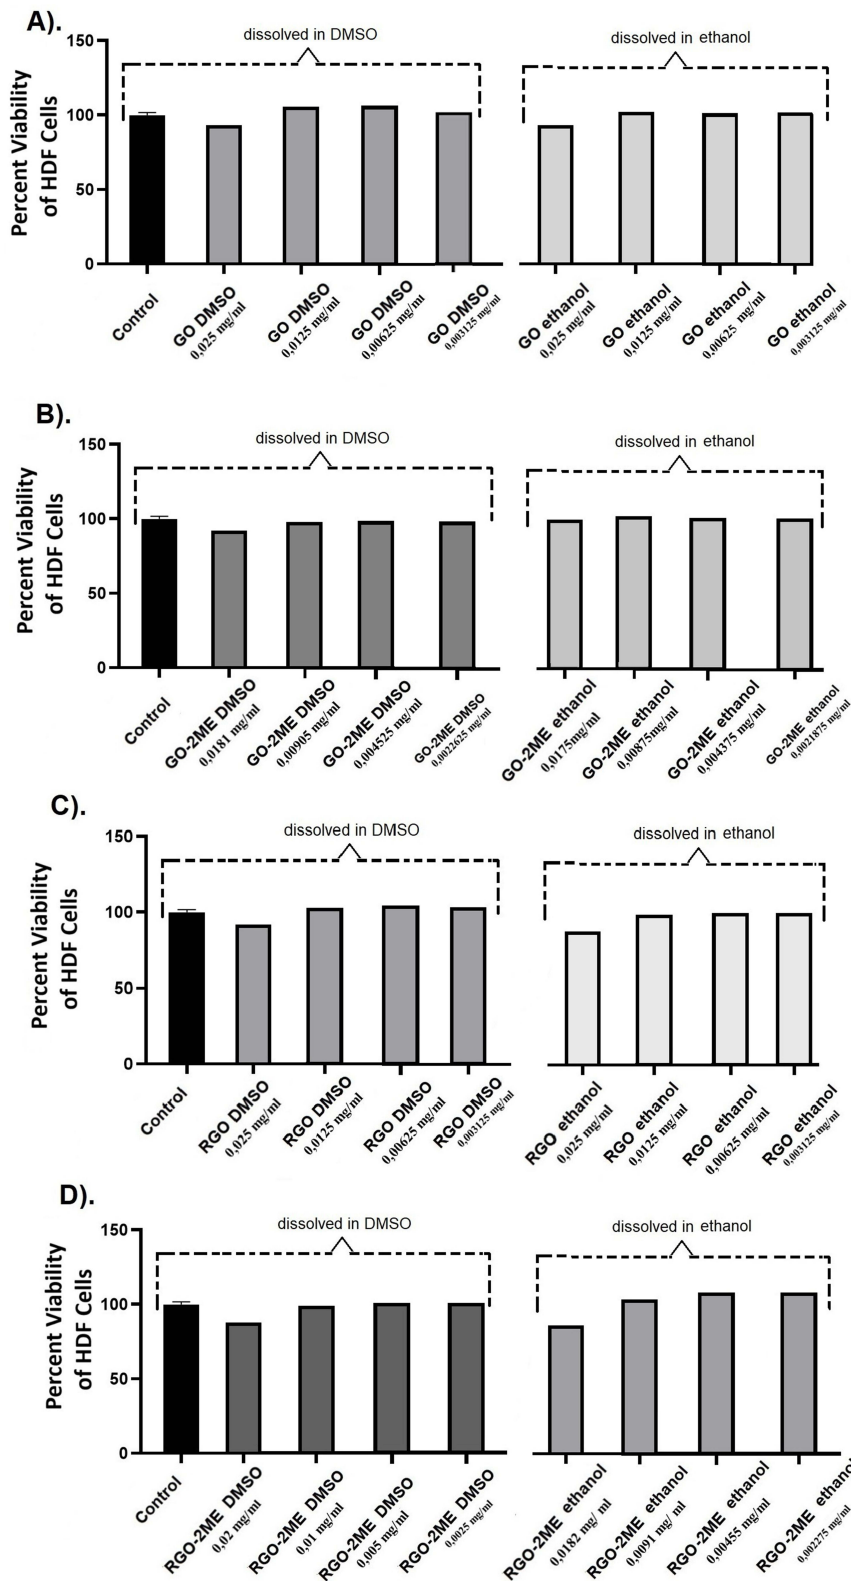 A).
dissolved in DMSO
dissolved in ethanol
Percent Viability
of HDF Cells
150
100
50
0
Control
GO DMSO
0,025 mg/ml
GO DMSO
0,0125 mg/ml
GO DMSO
0,00625 mg/ml
GO DMSO
0,003125 mg/ml
GO ethanol
0,025 mg/ml
GO ethanol
0,0125 mg/ml
GO ethanol
0,00625 mg/ml
GO ethanol
0,003125 mg/ml
B).
dissolved in DMSO
dissolved in ethanol
Percent Viability
of HDF Cells
150
100
50
0
Control
GO-2ME DMSO
0,0181 mg/ml
GO-2ME DMSO
0,00905 mg/ml
GO-2ME DMSO
0,004525 mg/ml
GO-2ME DMSO
0,0022625 mg/ml
GO-2ME ethanol
0,0175mg/ml
GO-2ME ethanol
0,00875mg/ml
GO-2ME ethanol
0,004375 mg/ml
GO-2ME ethanol
0,0021875 mg/ml
C).
dissolved in DMSO
dissolved in ethanol
Percent Viability
of HDF Cells
150
100
50
0
Control
RGO DMSO
0,025 mg/ml
RGO DMSO
0,0125 mg/ml
RGO DMSO
0,00625 mg/ml
RGO DMSO
0,003125 mg/ml
RGO ethanol
0,025 mg/ml
RGO ethanol
0,0125 mg/ml
RGO ethanol
0,00625 mg/ml
RGO ethanol
0,003125 mg/ml
D).
dissolved in DMSO
dissolved in ethanol
Percent Viability
of HDF Cells
150
100
50
0
Control
RGO-2ME DMSO
0,02 mg/ml
RGO-2ME DMSO
0,01 mg/ml
RGO-2ME DMSO
0,005 mg/ml
RGO-2ME DMSO
0,0025 mg/ml
RGO-2ME ethanol
0,0182 mg/ ml
RGO-2ME ethanol
0,0091 mg/ ml
RGO-2ME ethanol
0,00455 mg/ml
RGO-2ME ethanol
0,002275 mg/ml